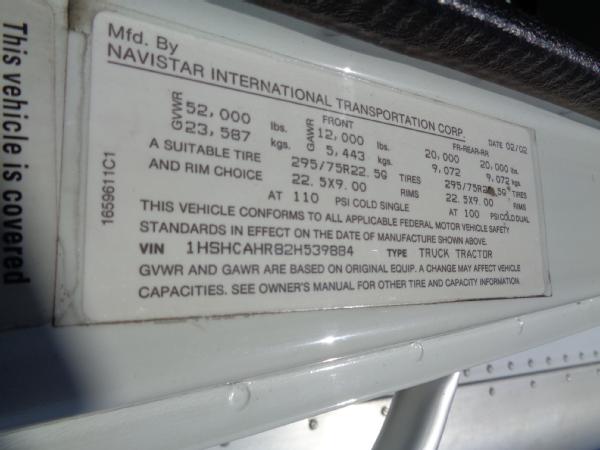 This vehicle is covered
1659611C1
Mfd. By
NAVISTAR INTERNATIONAL TRANSPORTATION CORP.
FRONT FR-REAR-RR DATE 02/02
GVWR 52,000 lbs. GAWR 12,000 lbs. 20,000 20,000 lbs.
23,587 kgs. 5,443 kgs. 9,072 9,072 kgs.
A SUITABLE TIRE 295/75R22.5G TIRES 295/75R22.5G
AND RIM CHOICE 22.5X9.00 RIMS 22.5X9.00
AT 110 PSI COLD SINGLE AT 100 PSI COLD DUAL
THIS VEHICLE CONFORMS TO ALL APPLICABLE FEDERAL MOTOR VEHICLE SAFETY
STANDARDS IN EFFECT ON THE DATE OF MANUFACTURE SHOWN ABOVE.
VIN 1HSHCAHR82H539884 TYPE TRUCK TRACTOR
GVWR AND GAWR ARE BASED ON ORIGINAL EQUIP. A CHANGE MAY AFFECT VEHICLE
CAPACITIES. SEE OWNER'S MANUAL FOR OTHER TIRE AND CAPACITY INFORMATION.